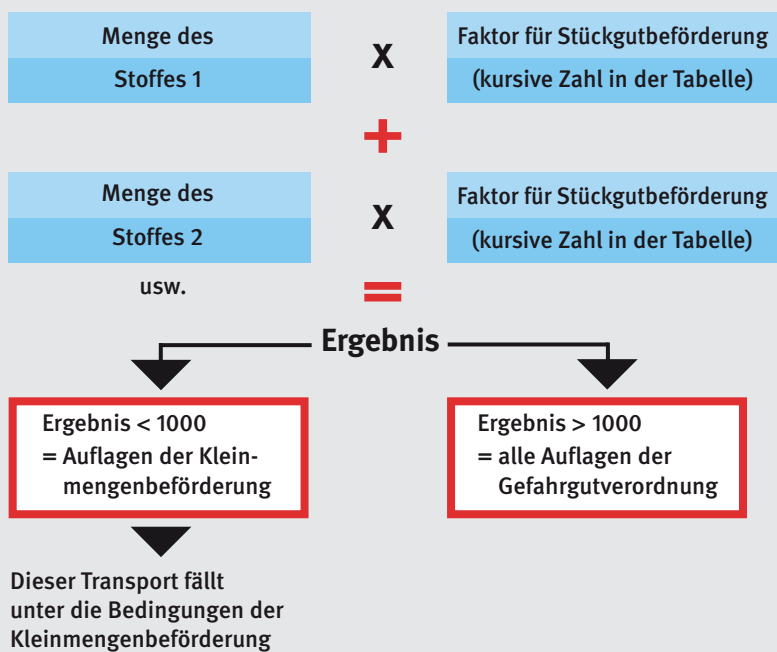 Menge des
Stoffes 1
x
Faktor für Stückgutbeförderung
(kursive Zahl in der Tabelle)
+
Menge des
Stoffes 2
x
Faktor für Stückgutbeförderung
(kursive Zahl in der Tabelle)
usw.
=
Ergebnis
Ergebnis < 1000
= Auflagen der Klein-
mengenbeförderung
Ergebnis > 1000
= alle Auflagen der
Gefahrgutverordnung
Dieser Transport fällt
unter die Bedingungen der
Kleinmengenbeförderung